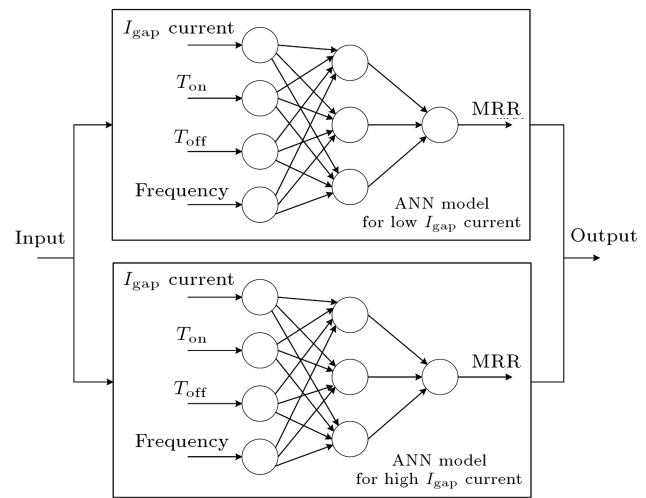 I_gap current
T_on
MRR
T_off
Frequency
ANN model
for low I_gap current
Input
Output
I_gap current
T_on
MRR
T_off
Frequency
ANN model
for high I_gap current